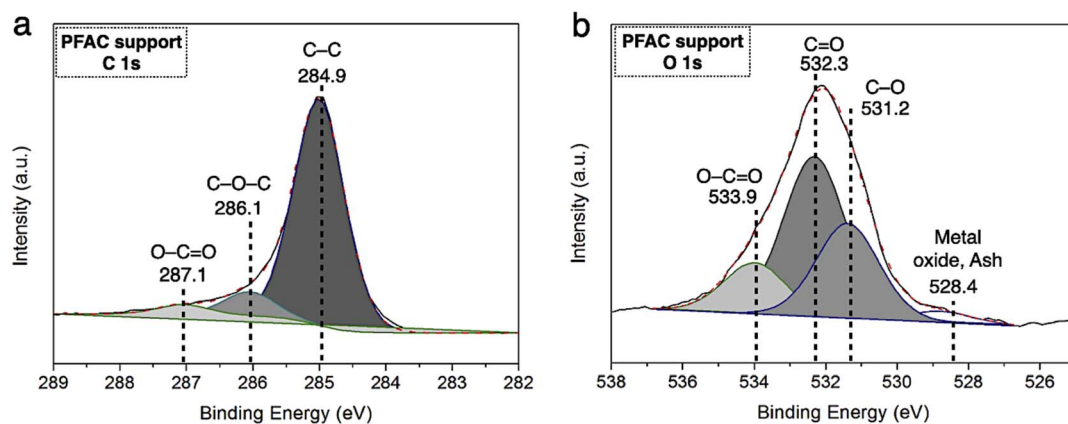 a
PFAC support
C 1s
C–C
284.9
C–O–C
286.1
O–C=O
287.1
Intensity (a.u.)
289
288
287
286
285
284
283
282
Binding Energy (eV)
b
PFAC support
O 1s
C=O
532.3
C–O
531.2
O–C=O
533.9
Metal
oxide, Ash
528.4
Intensity (a.u.)
538
536
534
532
530
528
526
Binding Energy (eV)